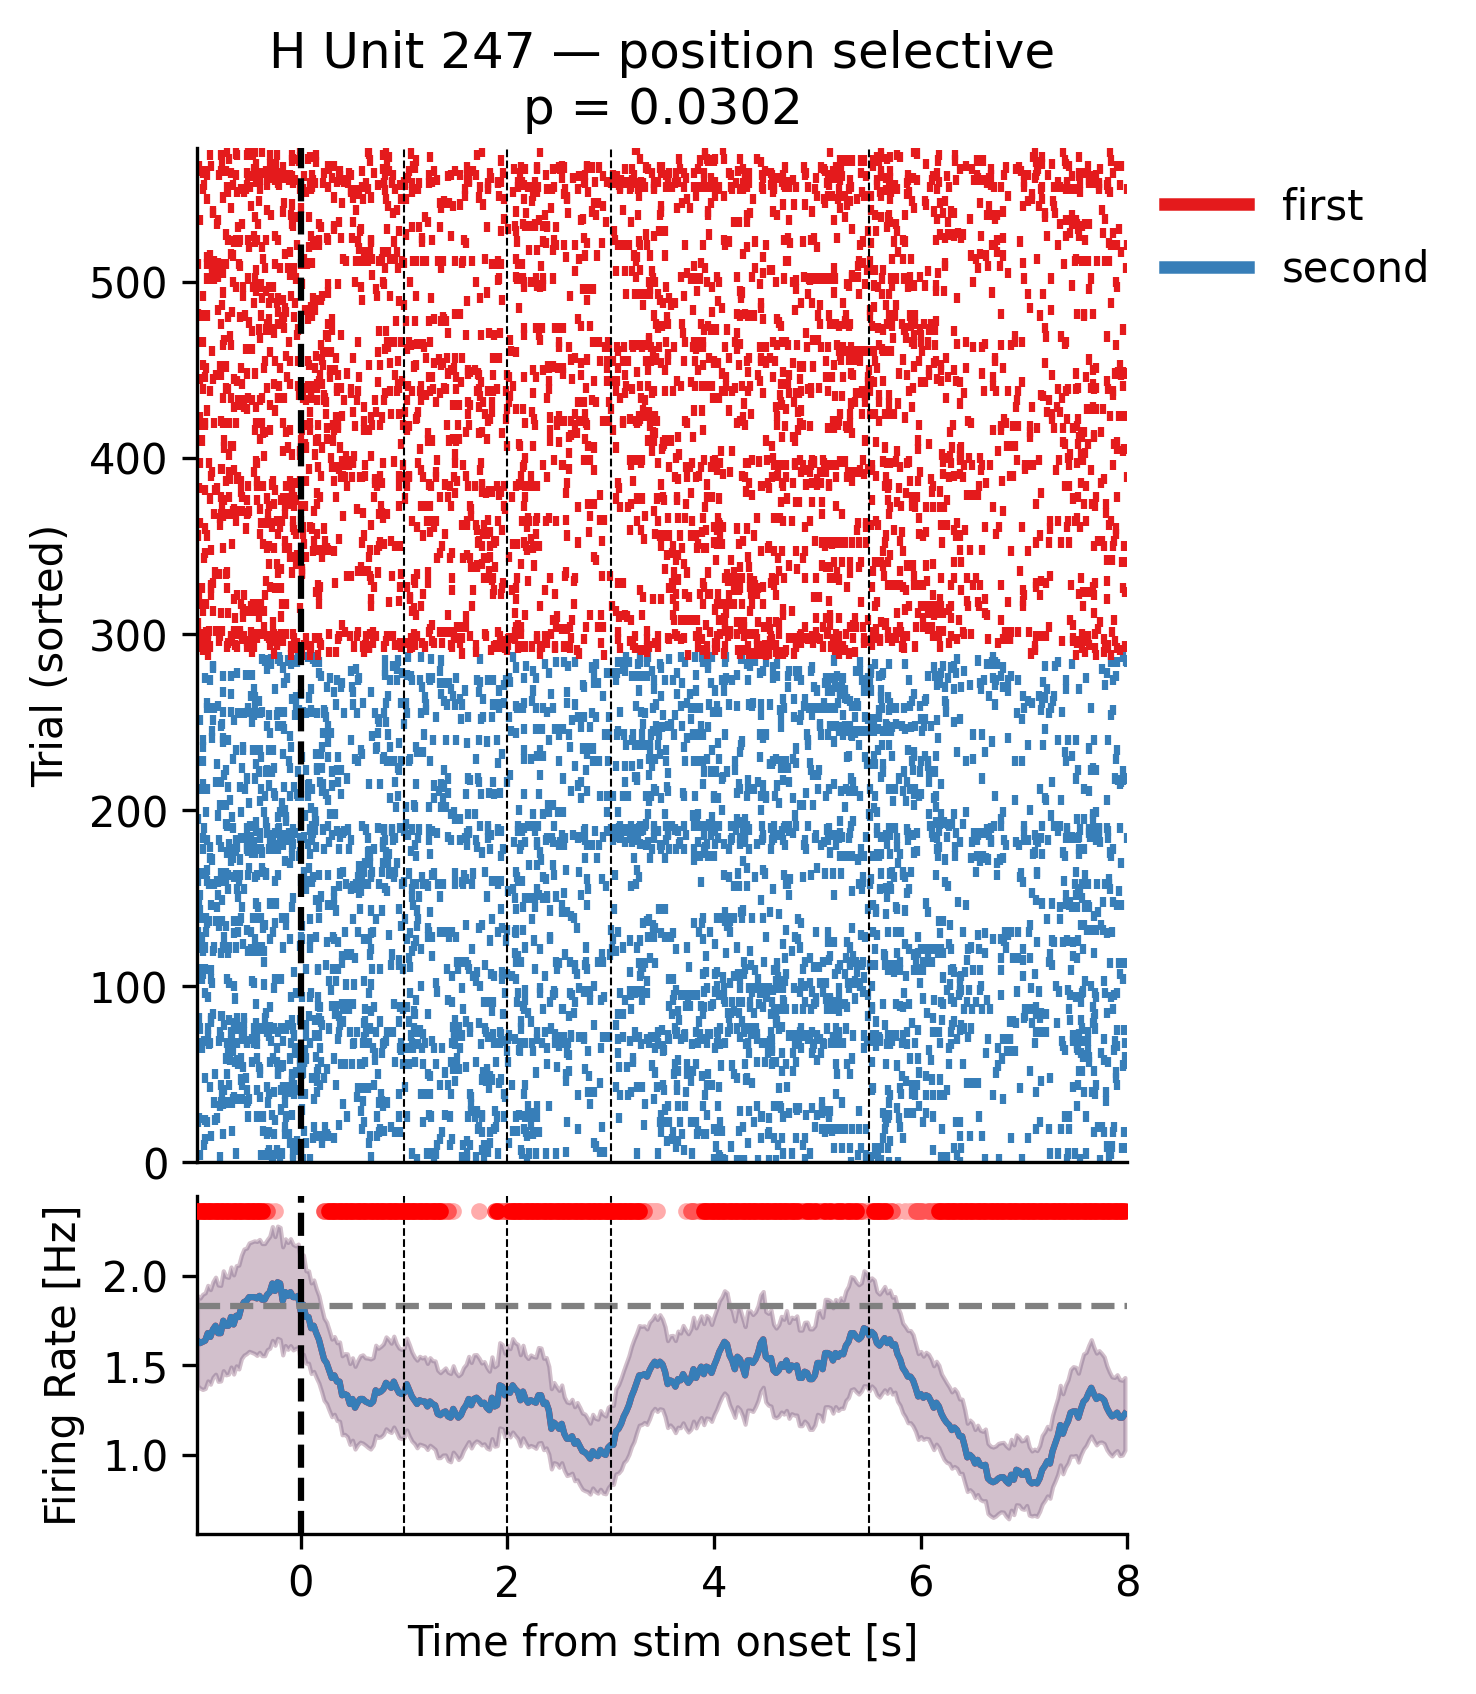 H Unit 247 — position selective
p = 0.0302
first
second
Trial (sorted)
500
400
300
200
100
0
Firing Rate [Hz]
2.0
1.5
1.0
0 2 4 6 8
Time from stim onset [s]